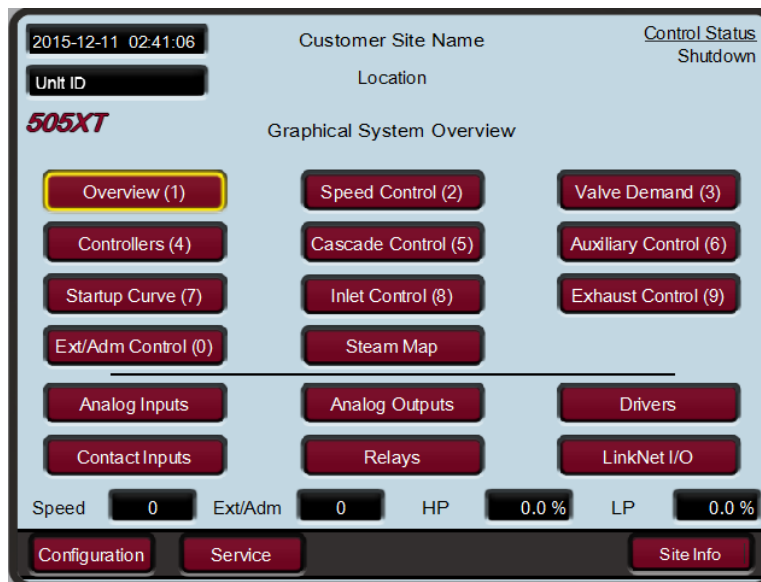 2015-12-11 02:41:06 Customer Site Name Control Status
Shutdown
Unit ID Location
505XT
Graphical System Overview
Overview (1) Speed Control (2) Valve Demand (3)
Controllers (4) Cascade Control (5) Auxiliary Control (6)
Startup Curve (7) Inlet Control (8) Exhaust Control (9)
Ext/Adm Control (0) Steam Map
Analog Inputs Analog Outputs Drivers
Contact Inputs Relays LinkNet I/O
Speed 0 Ext/Adm 0 HP 0.0 % LP 0.0 %
Configuration Service Site Info